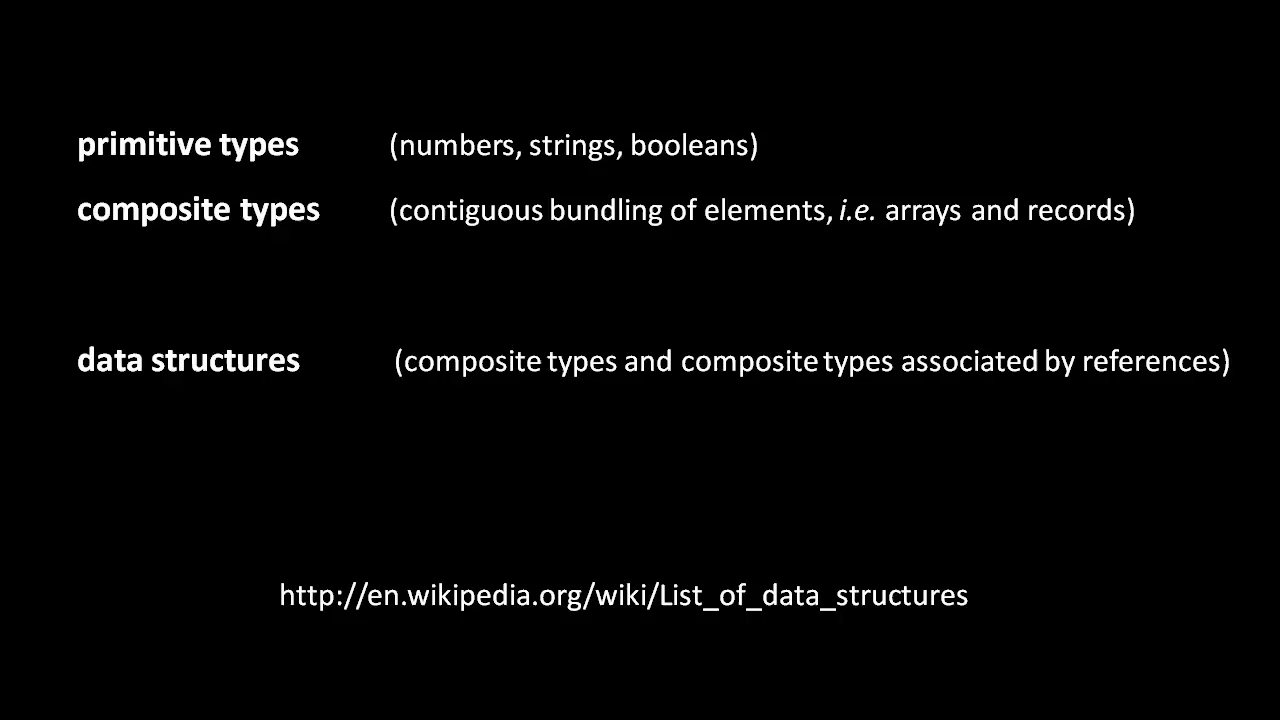 primitive types (numbers, strings, booleans)
composite types (contiguous bundling of elements, i.e. arrays and records)
data structures (composite types and composite types associated by references)
http://en.wikipedia.org/wiki/List_of_data_structures